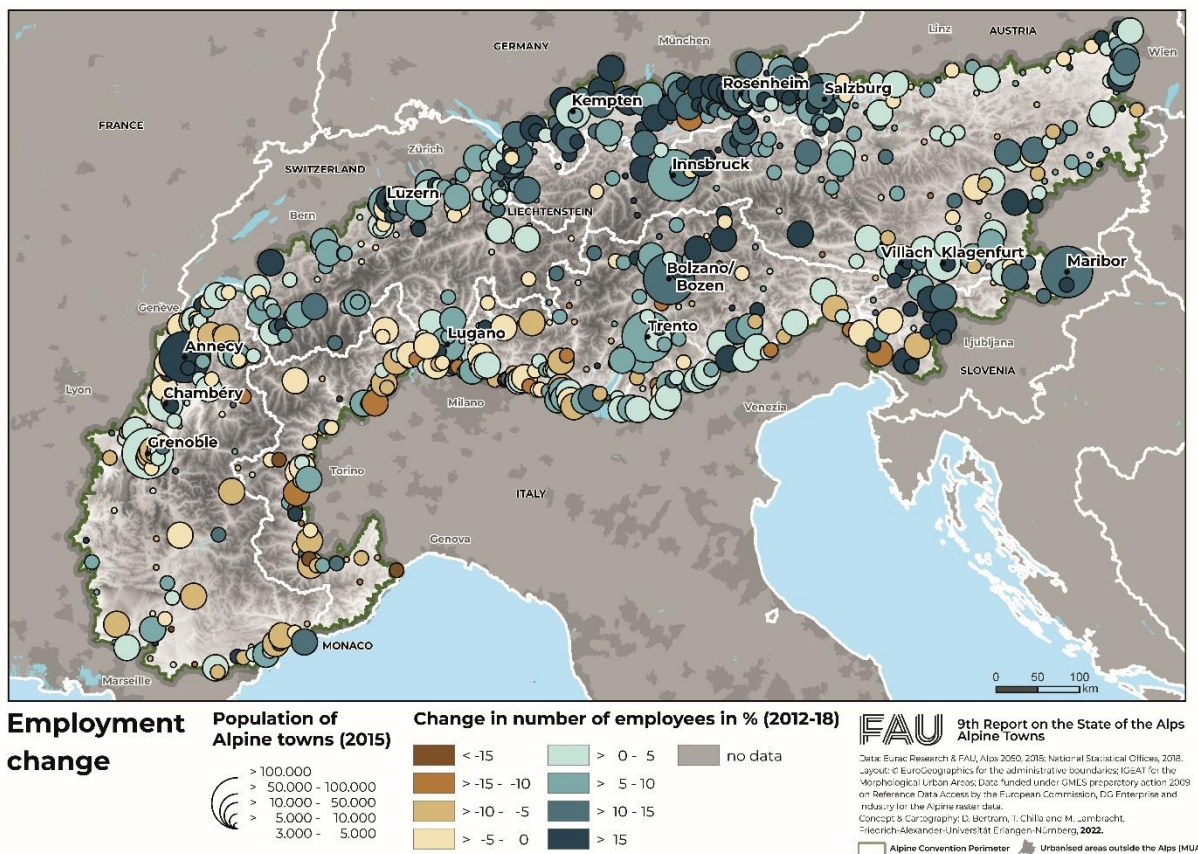 GERMANY
München
Linz
AUSTRIA
Wien
Rosenheim
Salzburg
Kempten
FRANCE
Zürich
SWITZERLAND
Innsbruck
Luzern
LIECHTENSTEIN
Bern
Villach
Klagenfurt
Maribor
Bolzano/
Bozen
Genève
Lugano
Trento
Annecy
Ljubljana
SLOVENIA
Lyon
Chambéry
Milano
Venezia
Grenoble
Torino
ITALY
Genova
MONACO
Marseille
0 50 100
km
Employment
change
Population of
Alpine towns (2015)
> 100.000
> 50.000 - 100.000
> 10.000 - 50.000
> 5.000 - 10.000
3.000 - 5.000
Change in number of employees in % (2012-18)
< -15
> -15 - -10
> -10 - -5
> -5 - 0
> 0 - 5
> 5 - 10
> 10 - 15
> 15
no data
FAU
9th Report on the State of the Alps
Alpine Towns
Data: Eurac Research & FAU, Alps 2050, 2018; National Statistical Offices, 2018.
Layout: © EuroGeographics for the administrative boundaries; IGEAT for the
Morphological Urban Areas; Data funded under GMES preparatory action 2009
on Reference Data Access by the European Commission, DG Enterprise and
Industry for the Alpine raster data.
Concept & Cartography: D. Bertram, T. Chilla and M. Lambracht,
Friedrich-Alexander-Universität Erlangen-Nürnberg, 2022.
Alpine Convention Perimeter
Urbanised areas outside the Alps (MUA